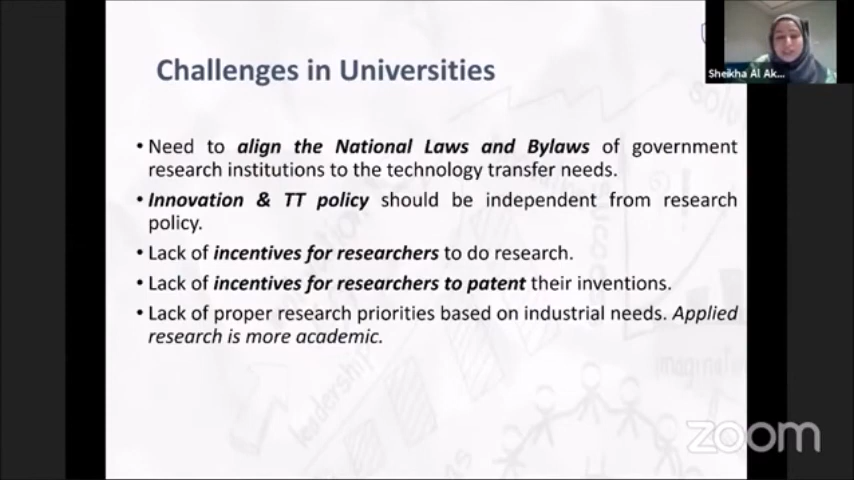 Challenges in Universities
Sheikha Al Ak...
• Need to align the National Laws and Bylaws of government
research institutions to the technology transfer needs.
• Innovation & TT policy should be independent from research
policy.
• Lack of incentives for researchers to do research.
• Lack of incentives for researchers to patent their inventions.
• Lack of proper research priorities based on industrial needs. Applied
research is more academic.
leadership
zoom